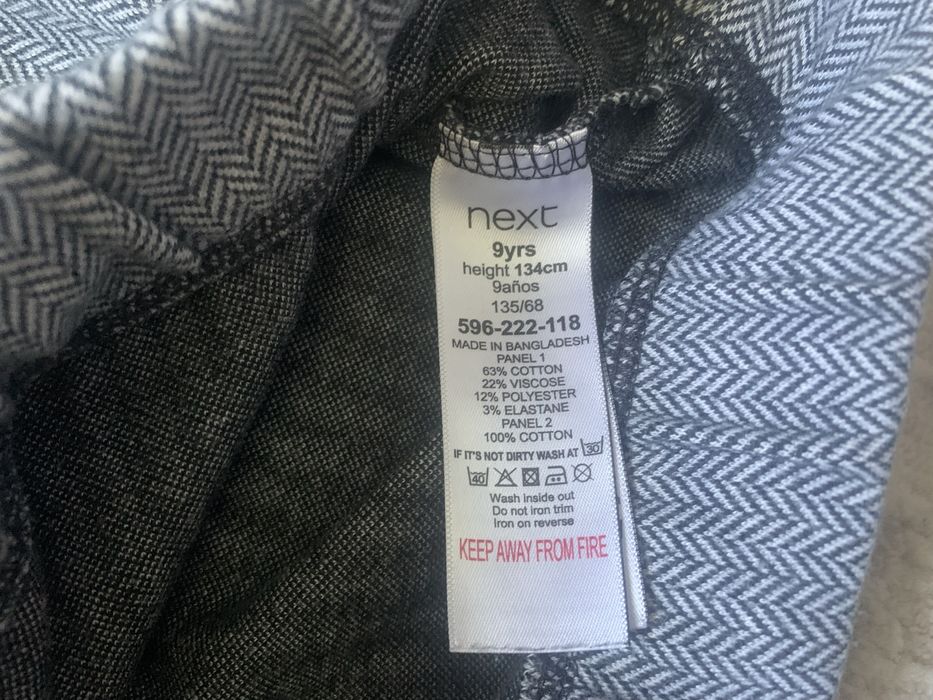 next
9yrs
height 134cm
9años
135/68
596-222-118
MADE IN BANGLADESH
PANEL 1
63% COTTON
22% VISCOSE
12% POLYESTER
3% ELASTANE
PANEL 2
100% COTTON
IF IT'S NOT DIRTY WASH AT 30
40
Wash inside out
Do not iron trim
Iron on reverse
KEEP AWAY FROM FIRE